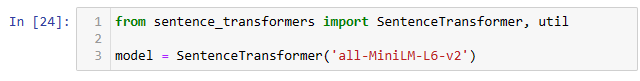 In [24]:
1 from sentence_transformers import SentenceTransformer, util
2
3 model = SentenceTransformer('all-MiniLM-L6-v2')